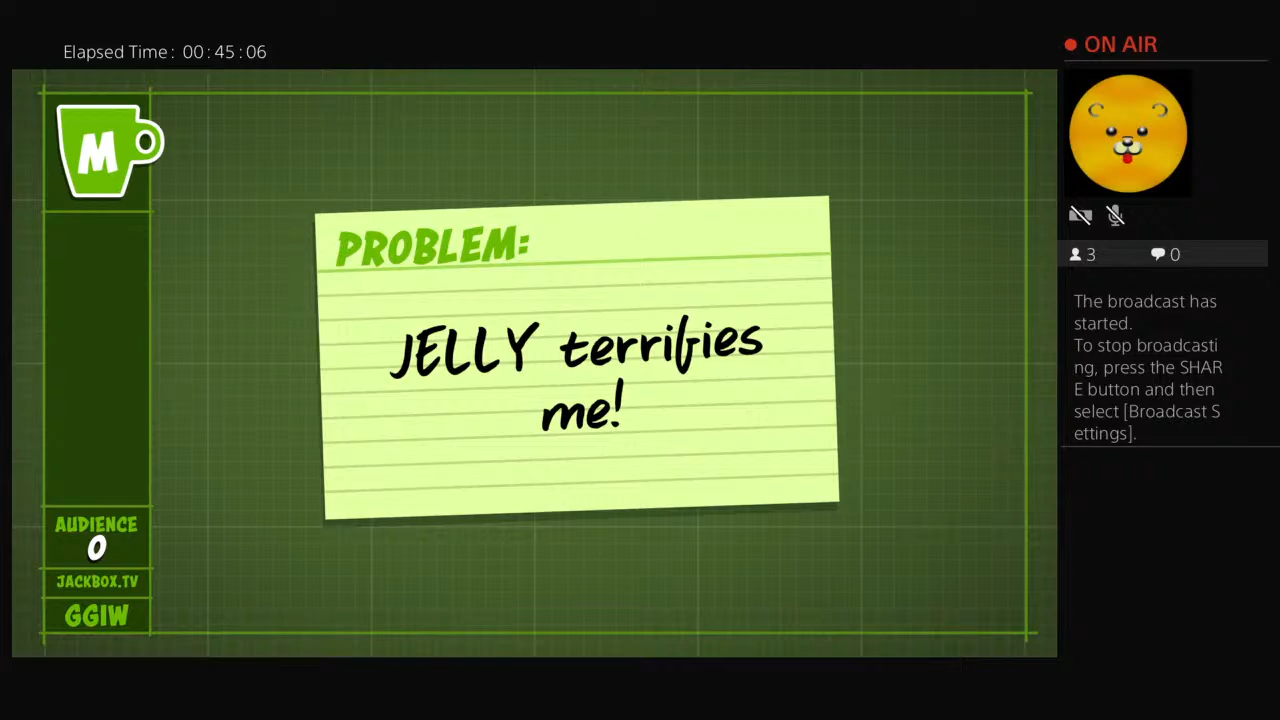 Elapsed Time: 00:45:06
ON AIR
M
PROBLEM:
JELLY terrifies
me!
AUDIENCE
0
JACKBOX.TV
GGIW
3
0
The broadcast has
started.
To stop broadcasti
ng, press the SHAR
E button and then
select [Broadcast S
ettings].